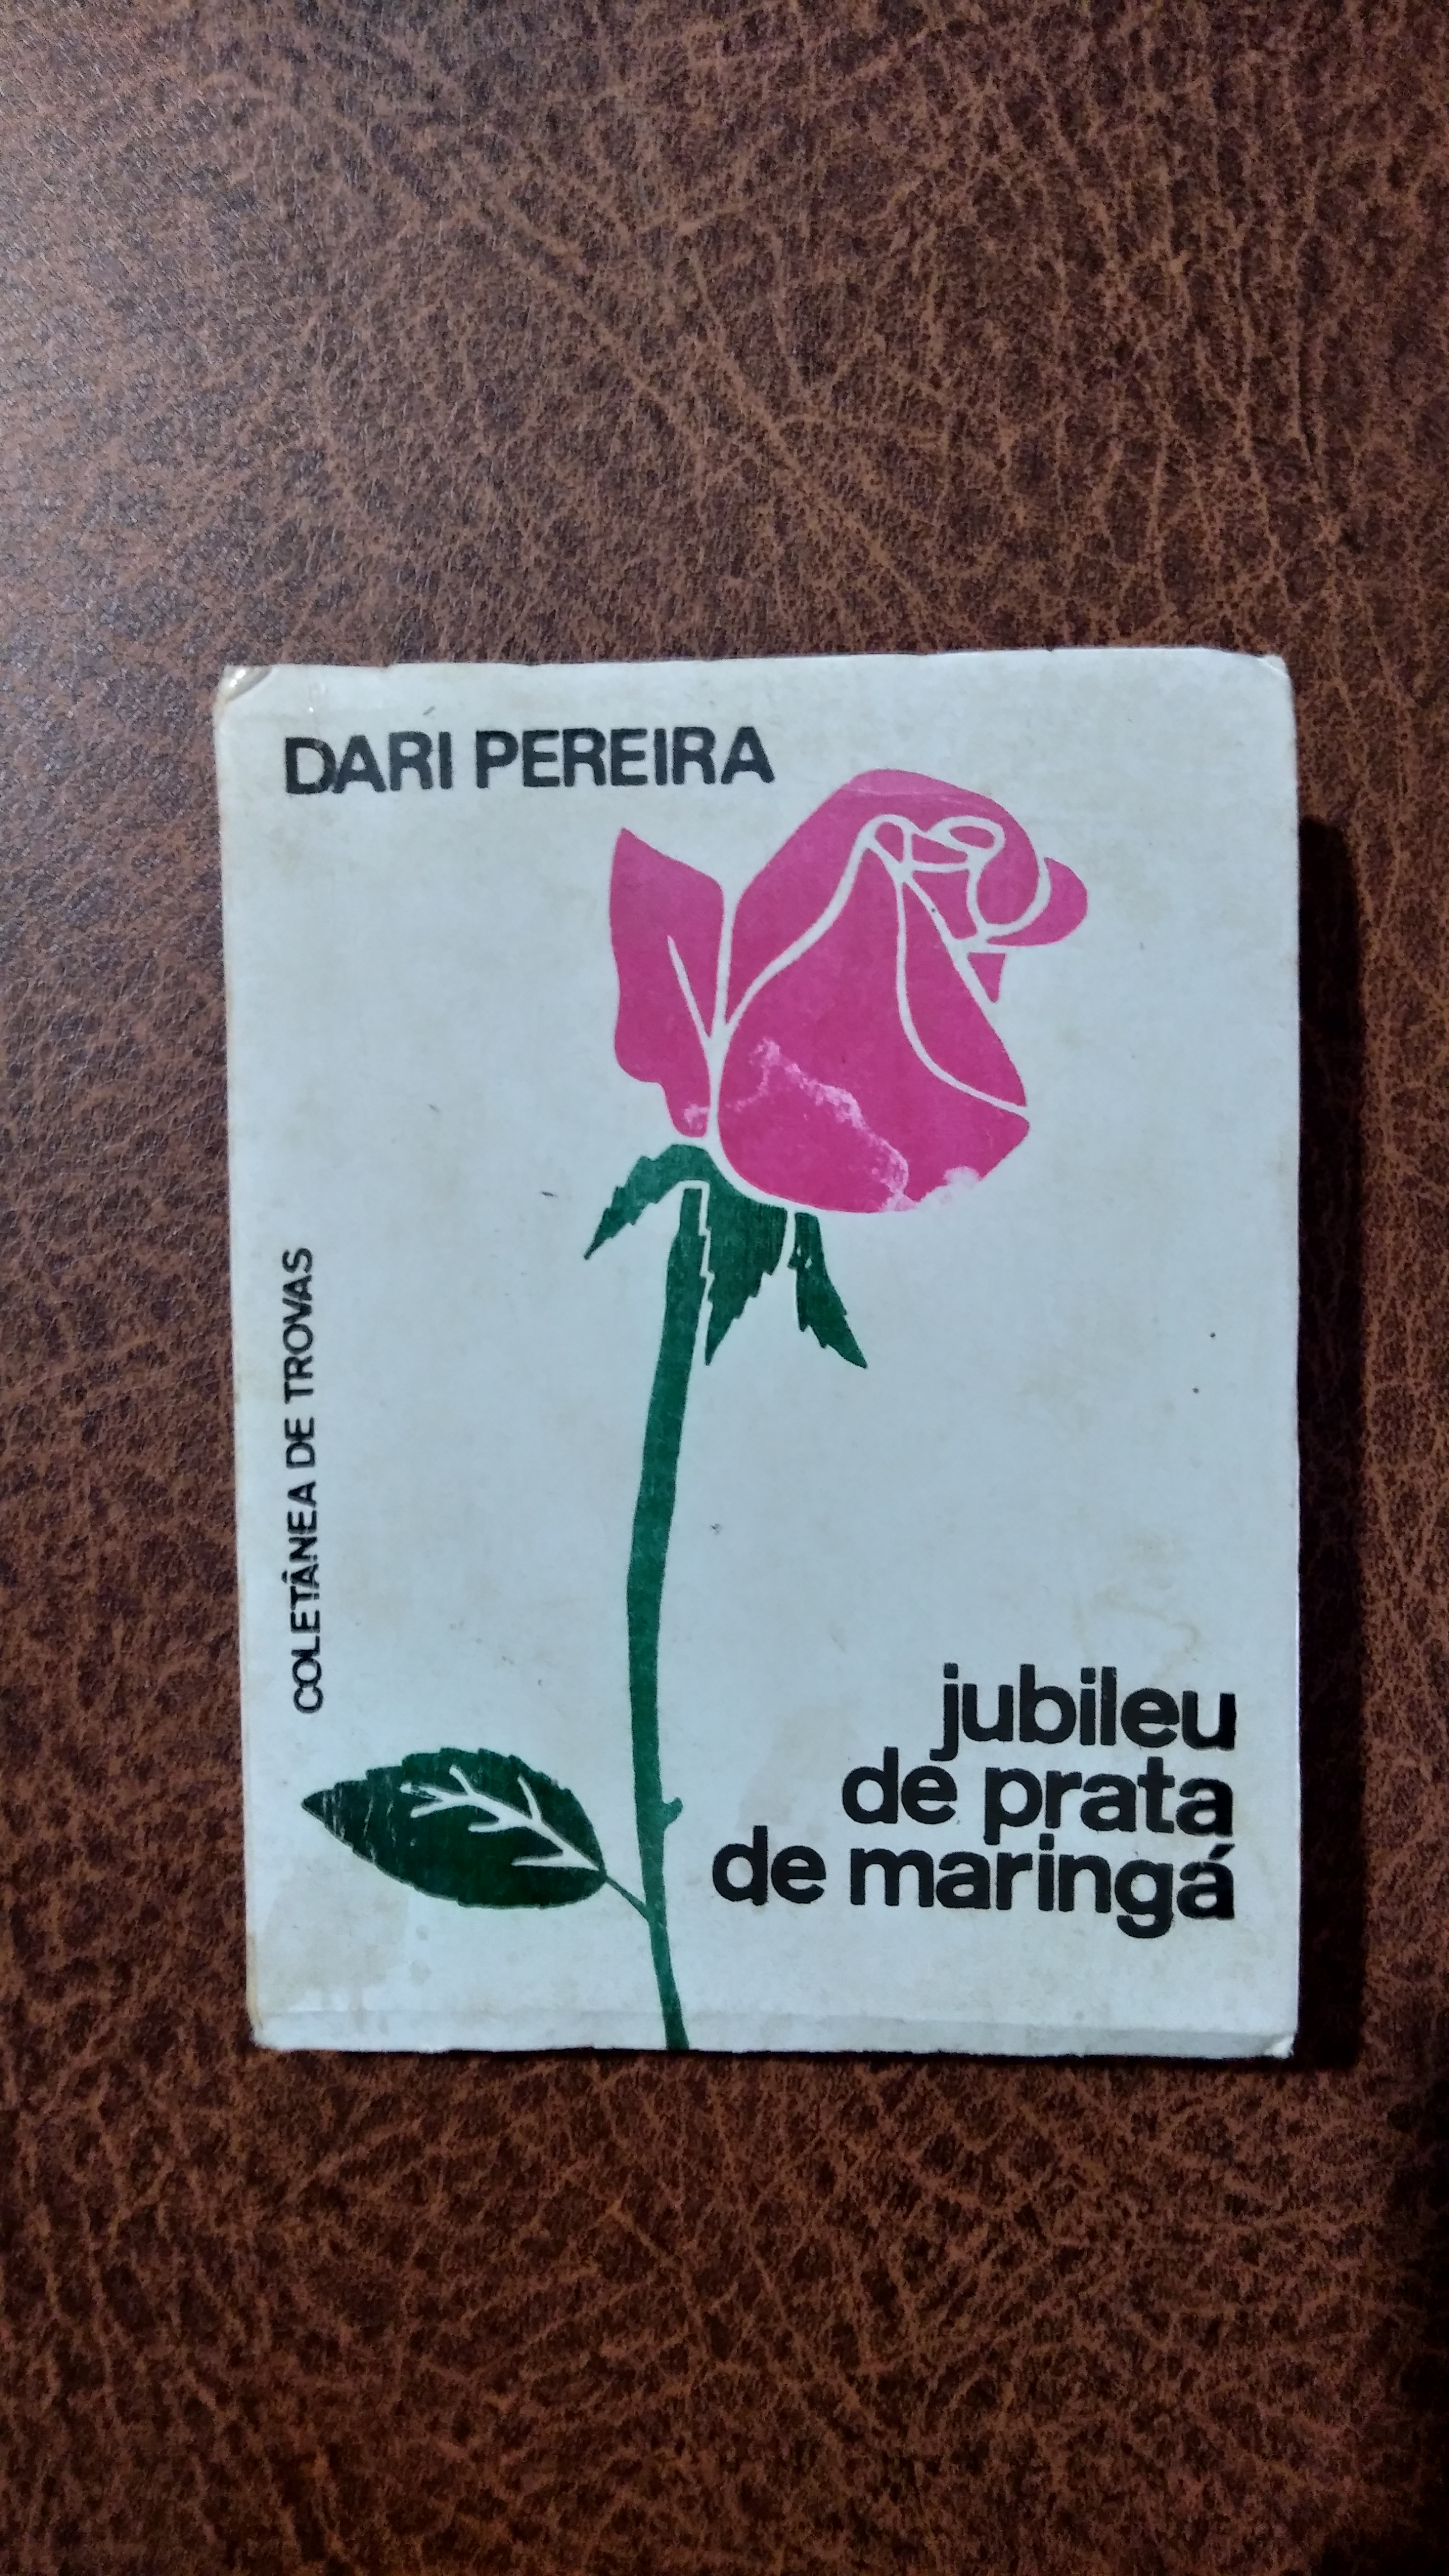 DARI PEREIRA
COLETÂNEA DE TROVAS
jubileu
de prata
de maringá